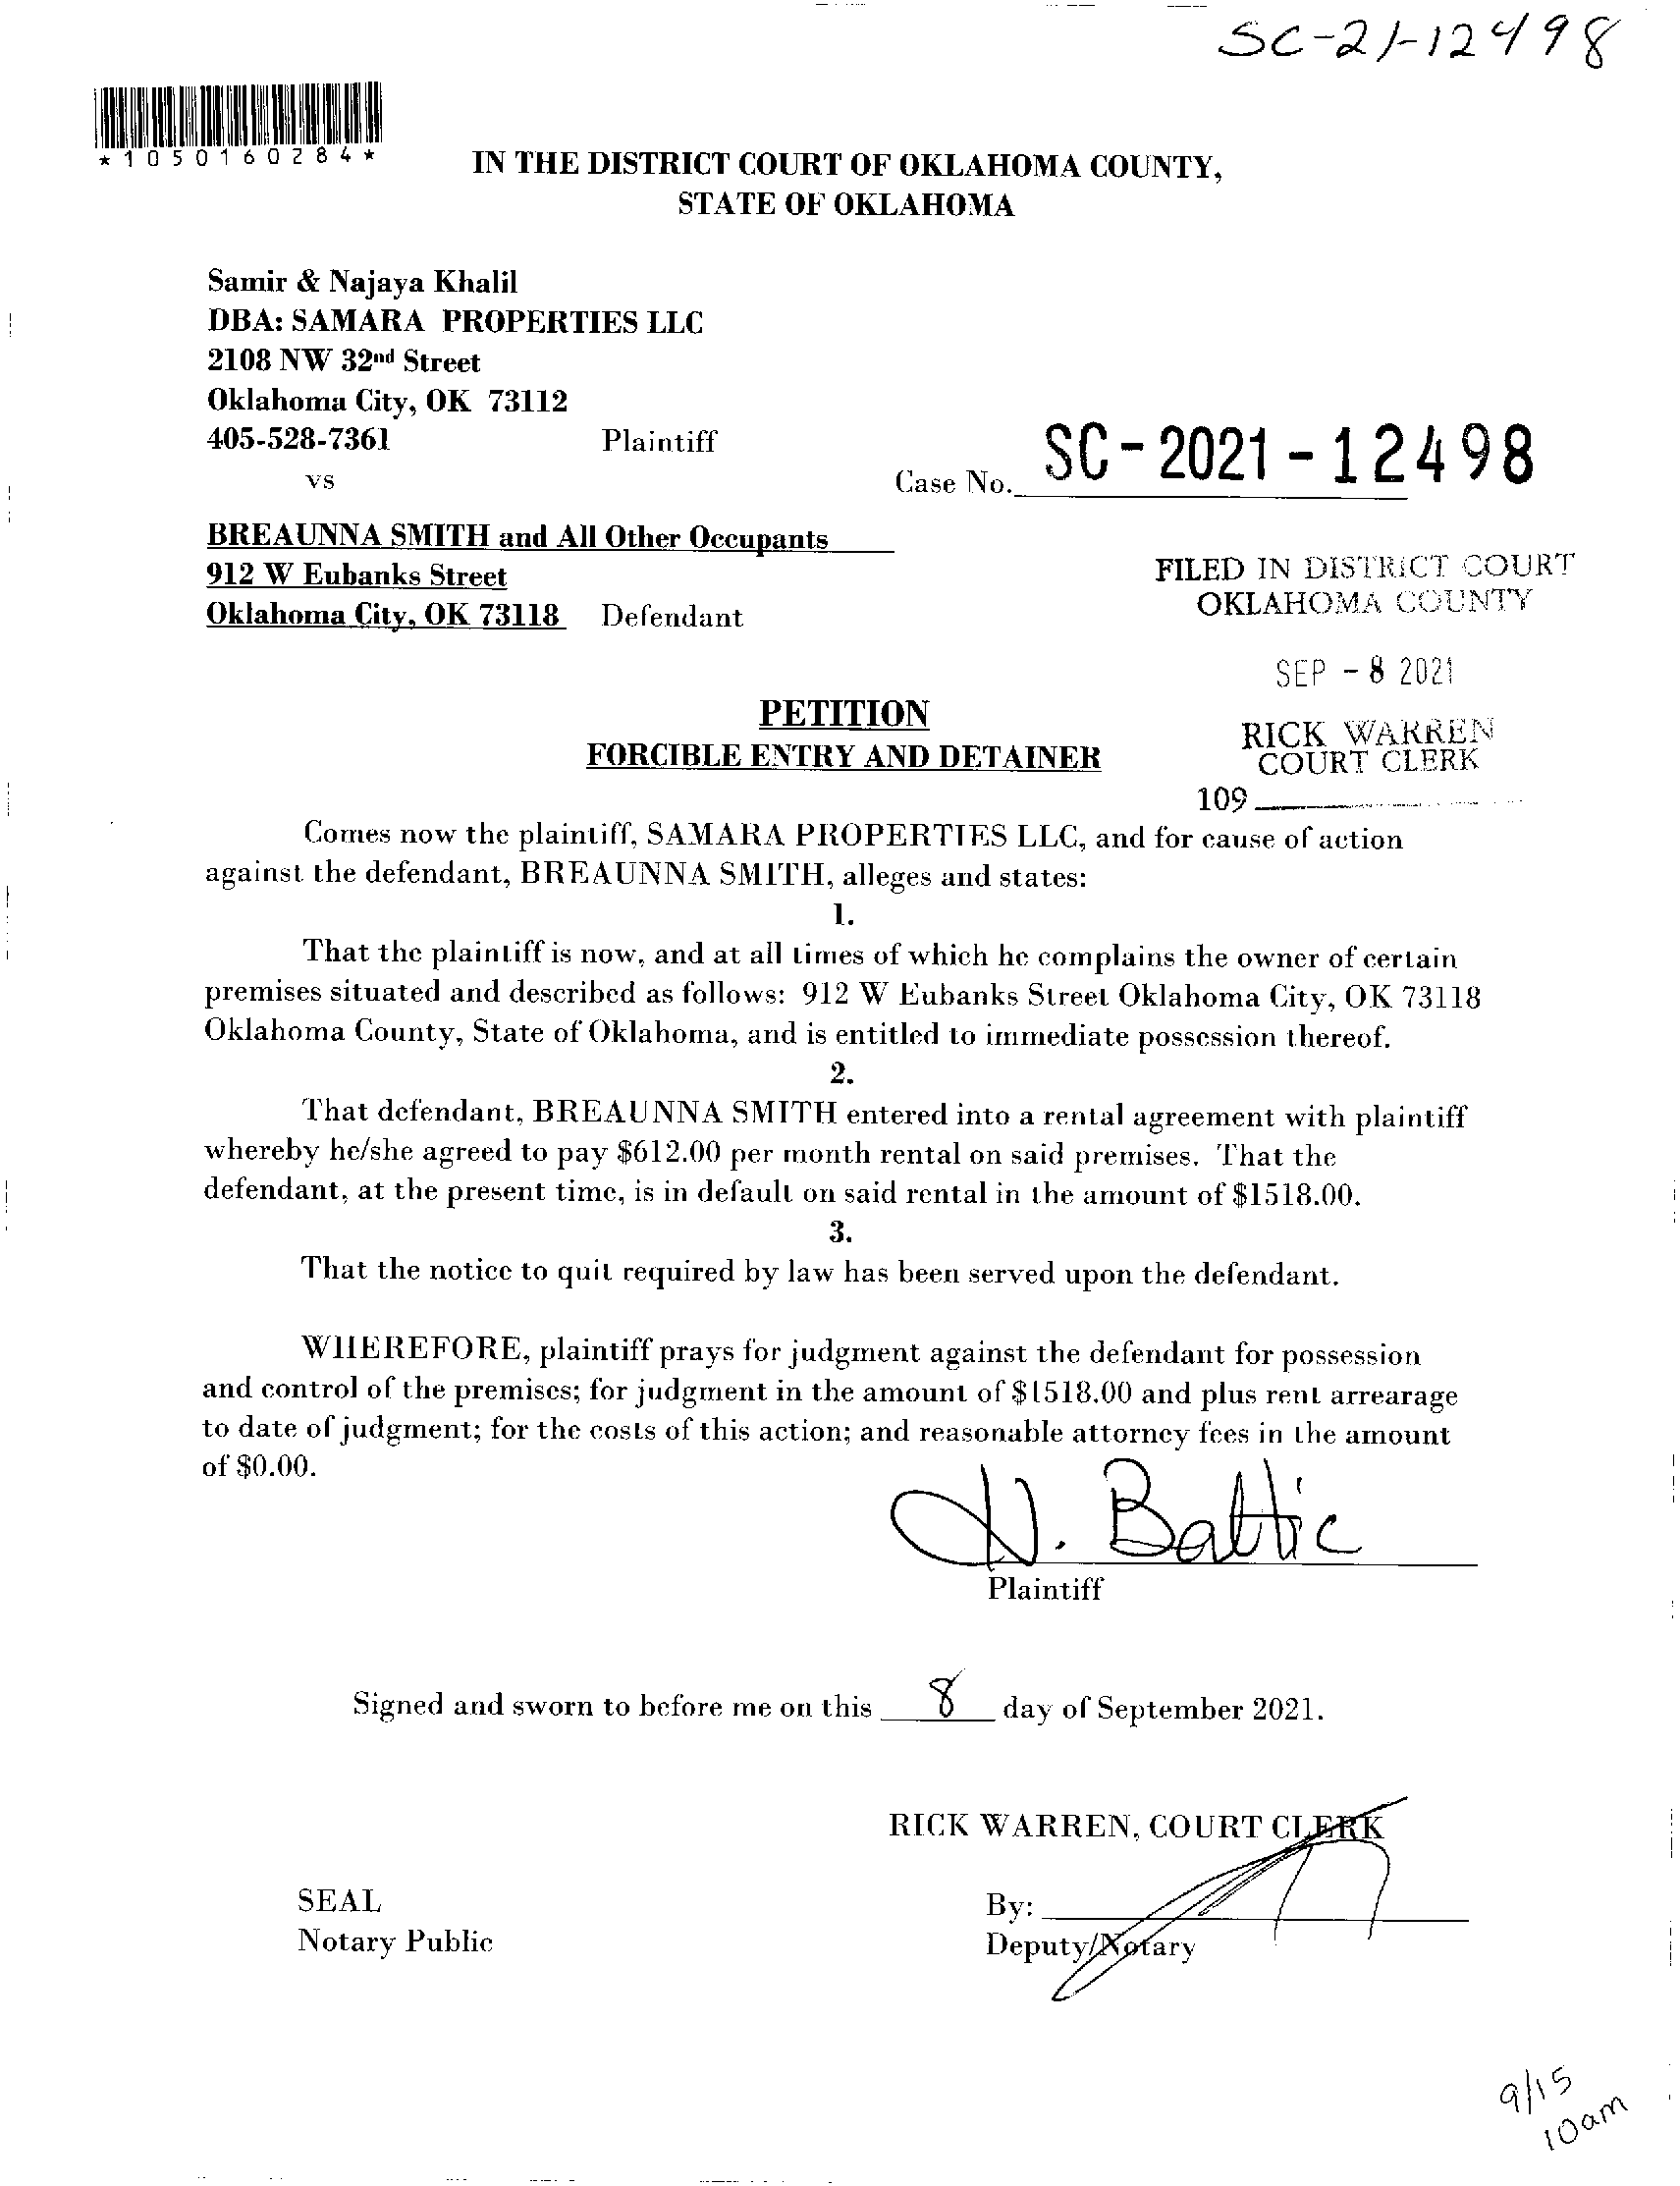 SC-21-12498
*1050160284*
IN THE DISTRICT COURT OF OKLAHOMA COUNTY,
STATE OF OKLAHOMA
Samir & Najaya Khalil
DBA: SAMARA PROPERTIES LLC
2108 NW 32nd Street
Oklahoma City, OK 73112
405-528-7361 Plaintiff
vs
Case No. SC-2021-12498
BREAUNNA SMITH and All Other Occupants
912 W Eubanks Street
Oklahoma City, OK 73118 Defendant
FILED IN DISTRICT COURT
OKLAHOMA COUNTY
SEP - 8 2021
RICK WARREN
COURT CLERK
109
PETITION
FORCIBLE ENTRY AND DETAINER
Comes now the plaintiff, SAMARA PROPERTIES LLC, and for cause of action
against the defendant, BREAUNNA SMITH, alleges and states:
1.
That the plaintiff is now, and at all times of which he complains the owner of certain
premises situated and described as follows: 912 W Eubanks Street Oklahoma City, OK 73118
Oklahoma County, State of Oklahoma, and is entitled to immediate possession thereof.
2.
That defendant, BREAUNNA SMITH entered into a rental agreement with plaintiff
whereby he/she agreed to pay $612.00 per month rental on said premises. That the
defendant, at the present time, is in default on said rental in the amount of $1518.00.
3.
That the notice to quit required by law has been served upon the defendant.
WHEREFORE, plaintiff prays for judgment against the defendant for possession
and control of the premises; for judgment in the amount of $1518.00 and plus rent arrearage
to date of judgment; for the costs of this action; and reasonable attorney fees in the amount
of $0.00.
N. Battic
Plaintiff
Signed and sworn to before me on this 8 day of September 2021.
RICK WARREN, COURT CLERK
SEAL
Notary Public
By:
Deputy/Notary
9/15
10am